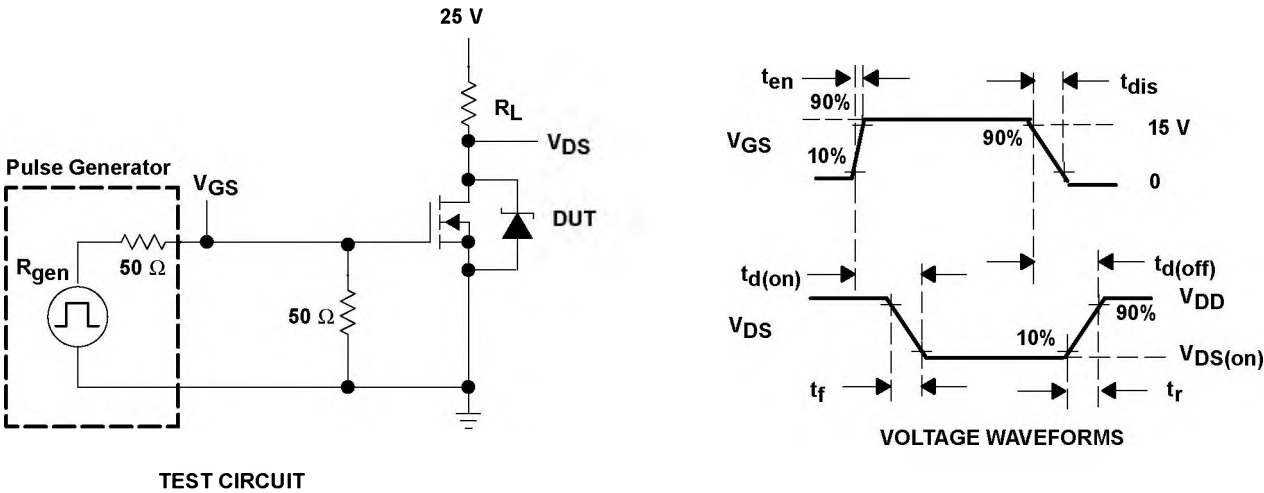 25 V
RL
VDS
Pulse Generator
VGS
DUT
Rgen
50 Ω
50 Ω
TEST CIRCUIT
ten
tdis
90%
90%
15 V
VGS
10%
0
td(on)
td(off)
VDD
VDS
10%
90%
VDS(on)
tf
tr
VOLTAGE WAVEFORMS